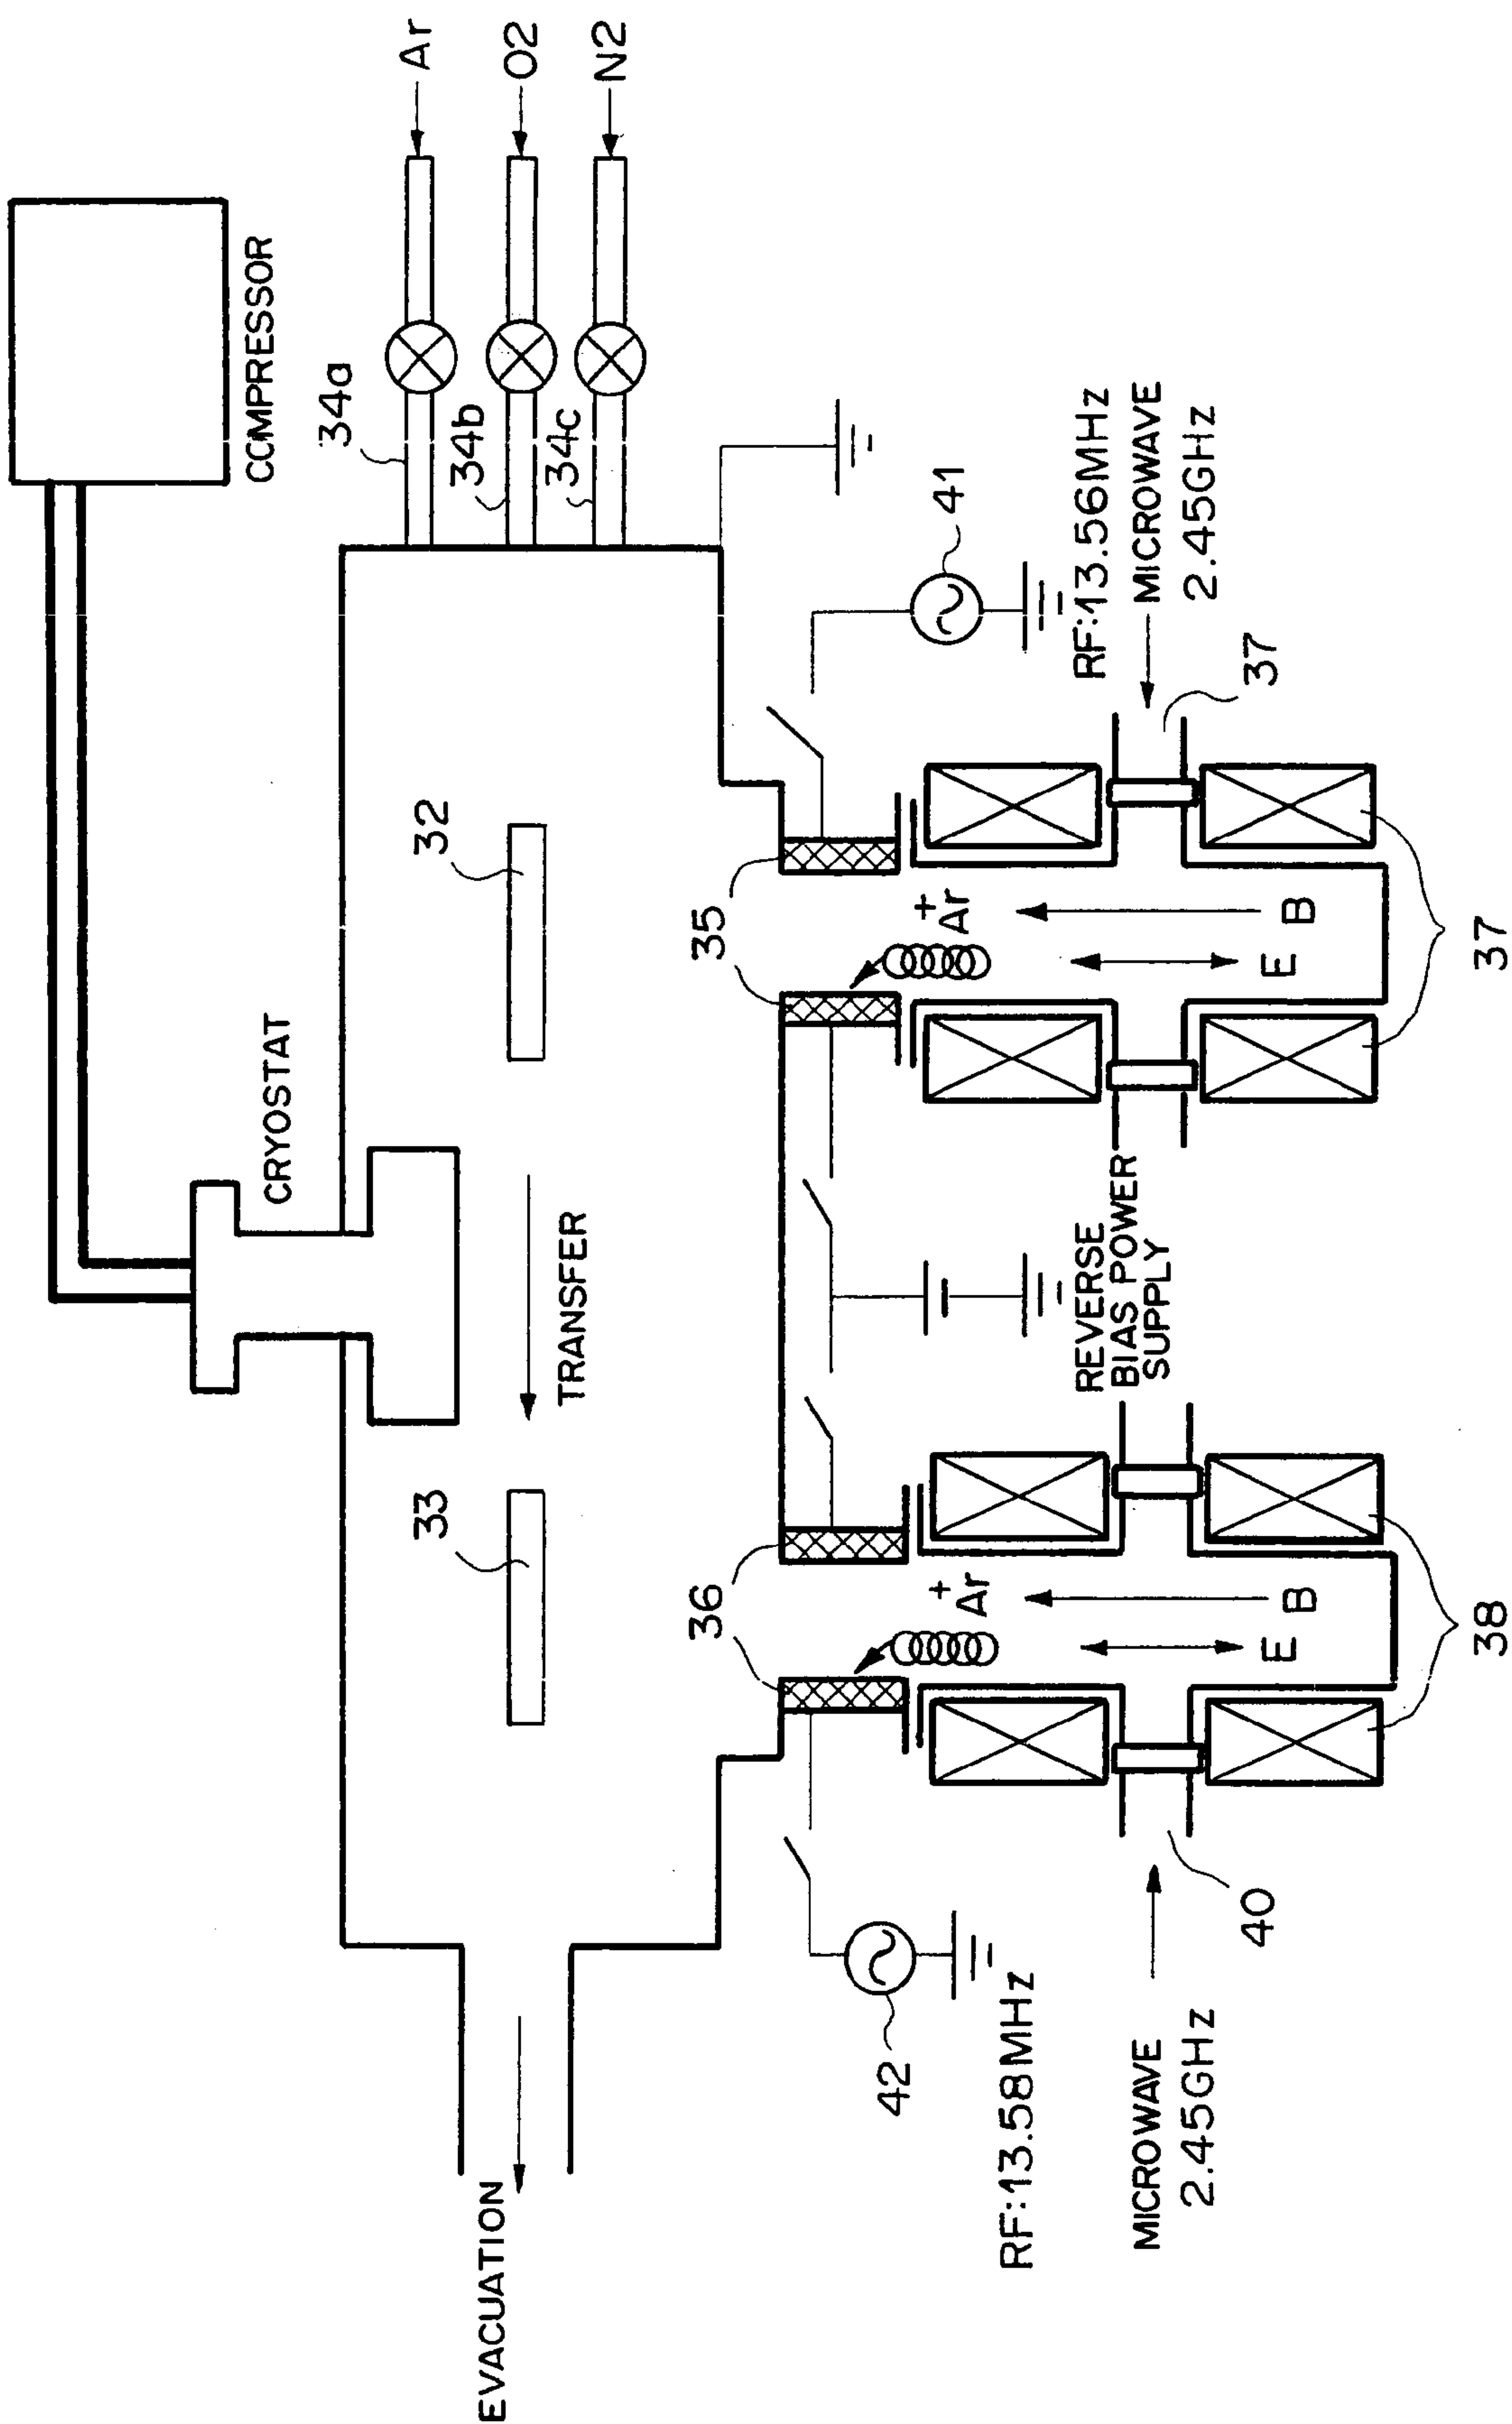 COMPRESSOR
CRYOSTAT
Ar
O2
N2
34a
34b
34c
32
33
TRANSFER
EVACUATION
35
36
41
42
RF:13.56MHz
MICROWAVE
2.45GHz
37
Ar+
E
B
37
REVERSE
BIAS POWER
SUPPLY
Ar+
E
B
38
40
RF:13.58MHz
MICROWAVE
2.45GHz